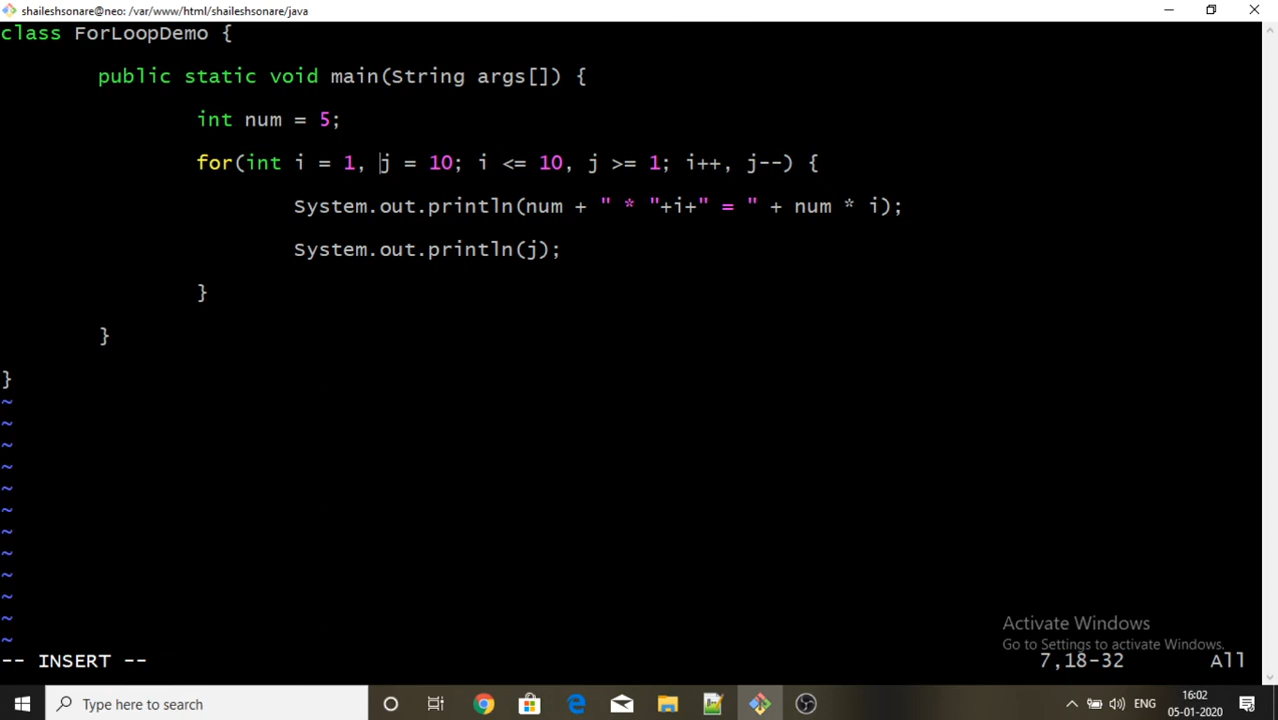 shaileshsonare@neo: /var/www/html/shaileshsonare/java
class ForLoopDemo {
public static void main(String args[]) {
int num = 5;
for(int i = 1, j = 10; i <= 10, j >= 1; i++, j--) {
System.out.println(num + " * "+i+" = " + num * i);
System.out.println(j);
}
}
}
~
~
~
~
~
~
~
~
~
~
~
Activate Windows
Go to Settings to activate Windows.
-- INSERT -- 7,18-32 All
Type here to search
ENG
16:02
05-01-2020